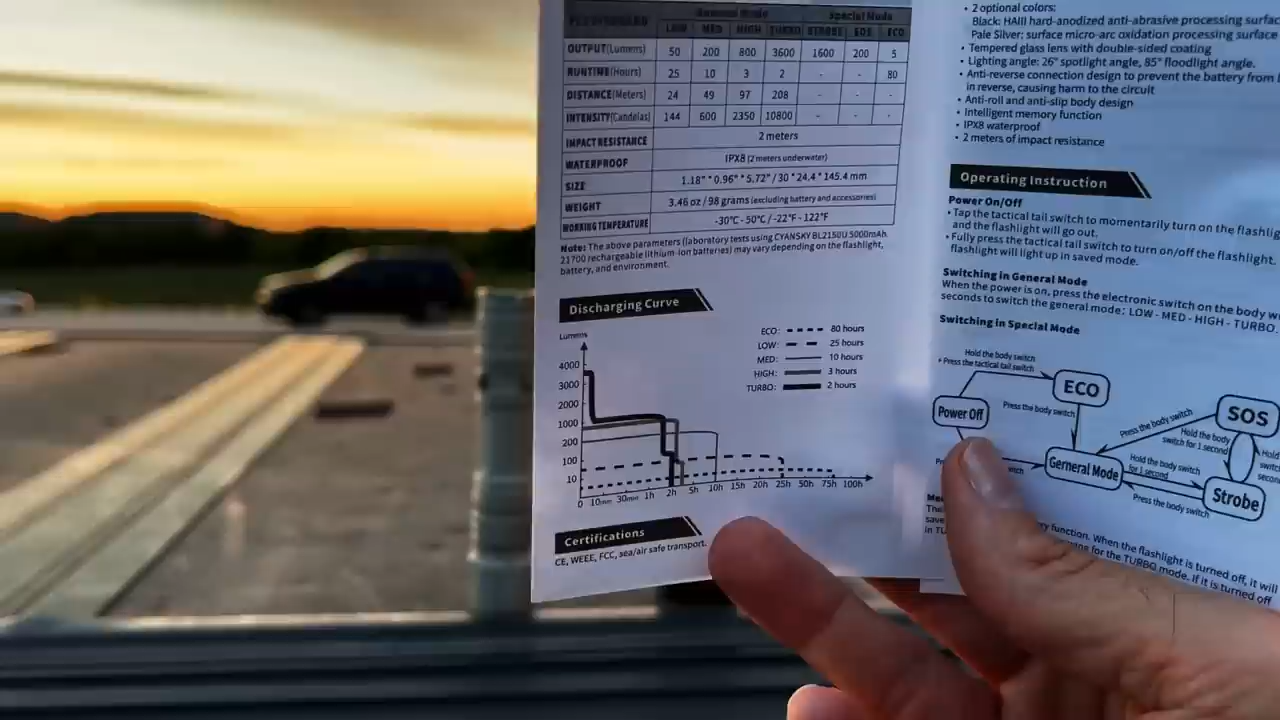 General Mode Special Mode
FL1 STANDARD LOW MED HIGH TURBO STROBE SOS ECO
OUTPUT(Lumens) 50 200 800 3600 1600 200 5
RUNTIME(Hours) 25 10 3 2 - - 80
DISTANCE(Meters) 24 49 97 208 - - -
INTENSITY(Candelas) 144 600 2350 10800 - - -
IMPACT RESISTANCE 2 meters
WATERPROOF IPX8 (2 meters underwater)
SIZE 1.18" * 0.96" * 5.72" / 30 * 24.4 * 145.4 mm
WEIGHT 3.46 oz / 98 grams (excluding battery and accessories)
WORKING TEMPERATURE -30℃ - 50℃ / -22℉ - 122℉
Note: The above parameters (laboratory tests using CYANSKY BL2150U 5000mAh
21700 rechargeable lithium-ion batteries) may vary depending on the flashlight,
battery, and environment.
Discharging Curve
Lumens
4000
3000
2000
1000
200
100
10
0 10min 30min 1h 2h 5h 10h 15h 20h 25h 50h 75h 100h
ECO: 80 hours
LOW: 25 hours
MED: 10 hours
HIGH: 3 hours
TURBO: 2 hours
Certifications
CE, WEEE, FCC, sea/air safe transport.
• 2 optional colors:
Black: HAIII hard-anodized anti-abrasive processing
Pale Silver: surface micro-arc oxidation processing surface
• Tempered glass lens with double-sided coating
• Lighting angle: 26° spotlight angle, 85° floodlight angle.
• Anti-reverse connection design to prevent the battery from
in reverse, causing harm to the circuit
• Anti-roll and anti-slip body design
• Intelligent memory function
• IPX8 waterproof
• 2 meters of impact resistance
Operating Instruction
Power On/Off
• Tap the tactical tail switch to momentarily turn on the
and the flashlight will go out.
• Fully press the tactical tail switch to turn on/off the flashlight.
flashlight will light up in saved mode.
Switching in General Mode
When the power is on, press the electronic switch on the body
seconds to switch the general mode; LOW - MED - HIGH - TURBO.
Switching in Special Mode
Hold the body switch
+ Press the tactical tail switch
ECO
Power Off
Press the body switch
General Mode
Press the body switch
SOS
Hold the body
switch for 1 second
Hold
Hold the body switch
for 1 second
Press the body switch
Strobe
function. When the flashlight is turned off, it will
for the TURBO mode. If it is turned off